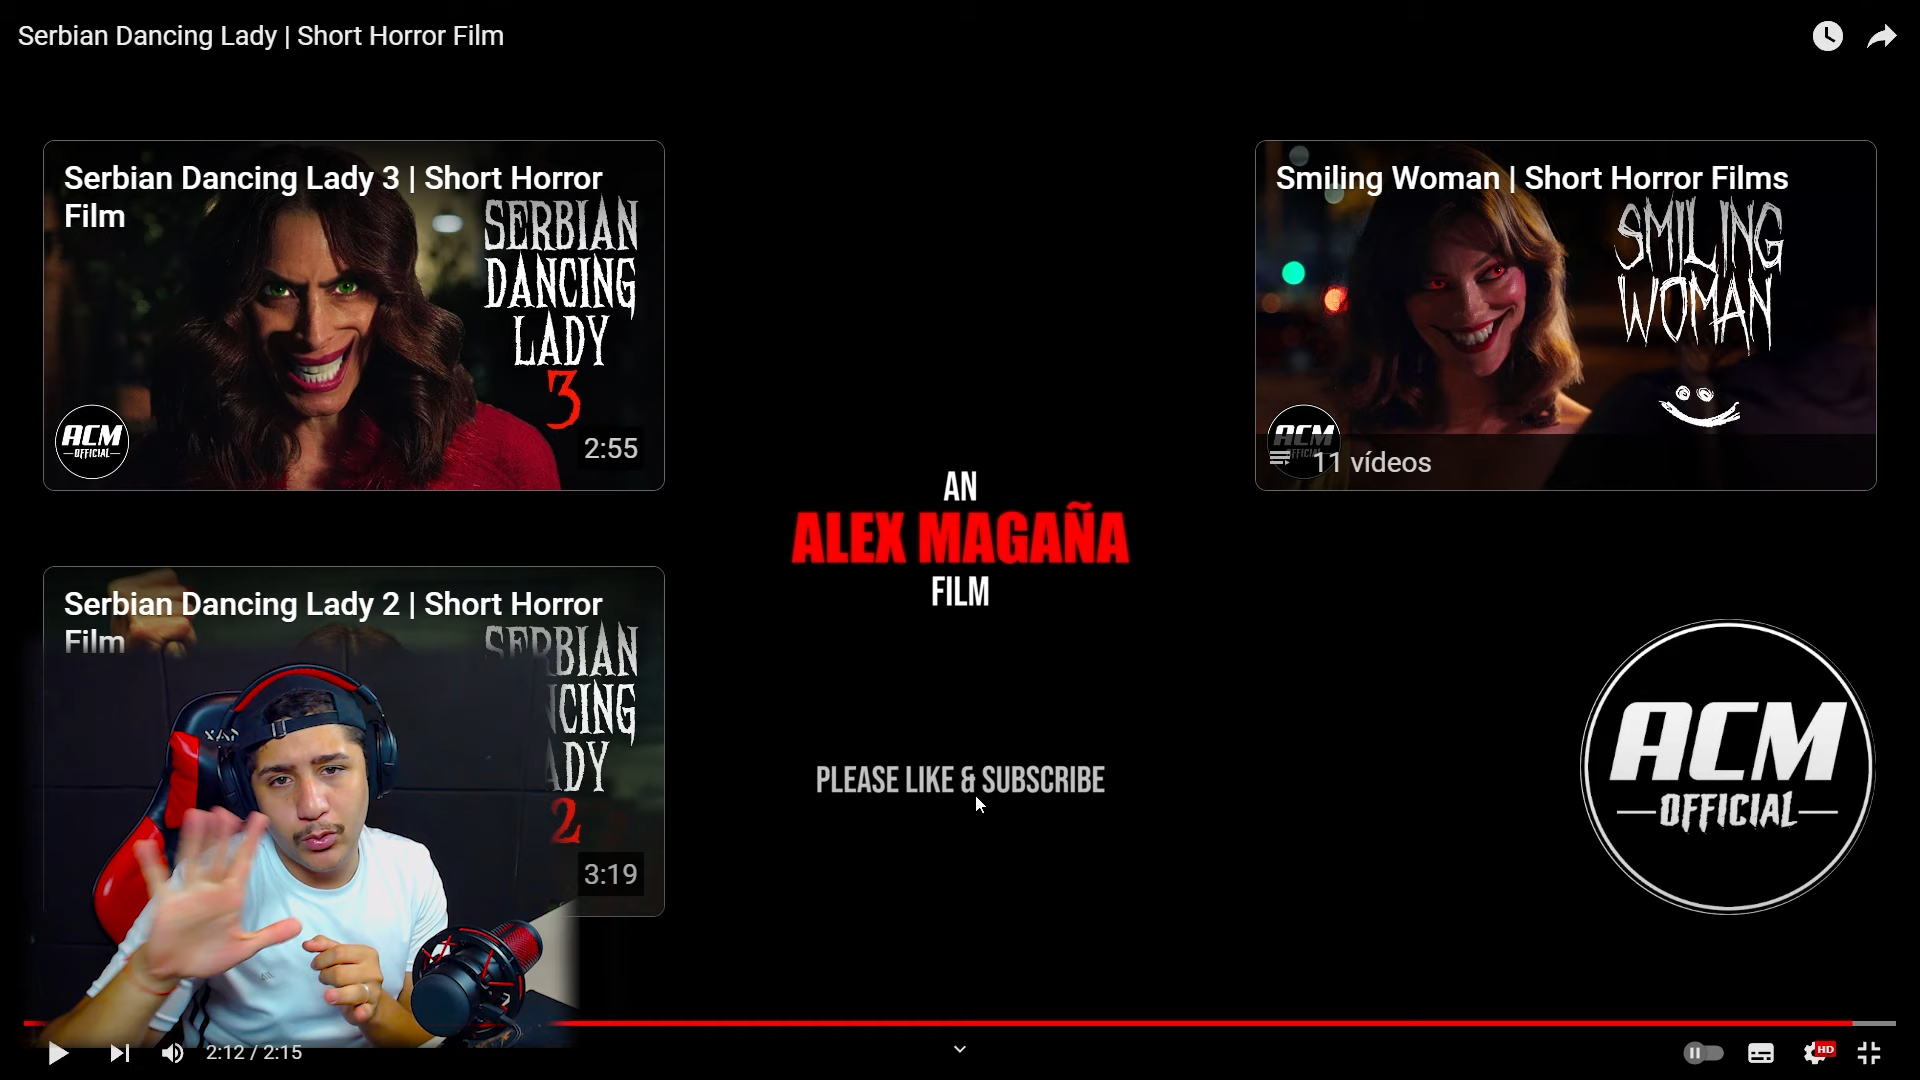 Serbian Dancing Lady | Short Horror Film
Serbian Dancing Lady 3 | Short Horror
Film
SERBIAN
DANCING
LADY
3
ACM
OFFICIAL
2:55
Smiling Woman | Short Horror Films
SMILING
WOMAN
ACM
11 vídeos
AN
ALEX MAGAÑA
FILM
Serbian Dancing Lady 2 | Short Horror
Film
SERBIAN
NCING
ADY
2
3:19
PLEASE LIKE & SUBSCRIBE
ACM
OFFICIAL
2:12 / 2:15
HD